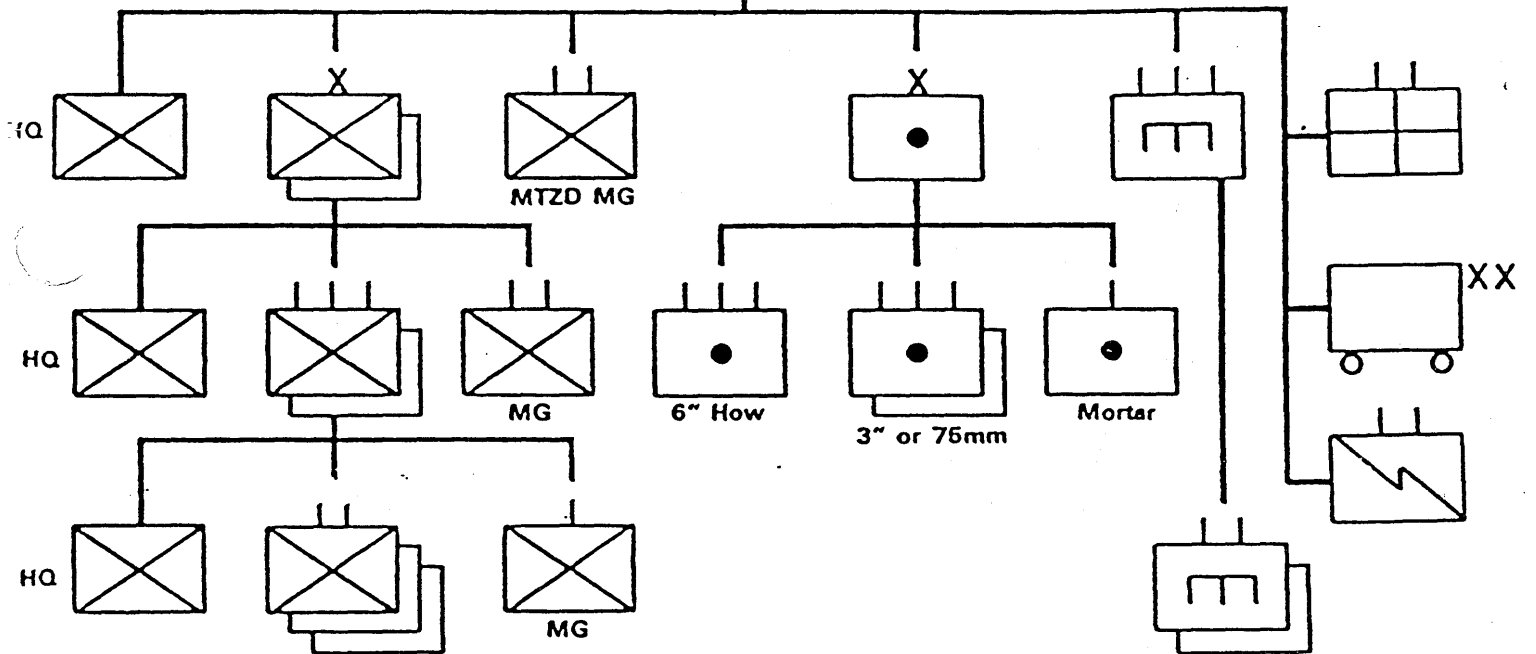 HQ
X
X
MTZD MG
XX
HQ
MG
6" How
3" or 75mm
Mortar
HQ
MG